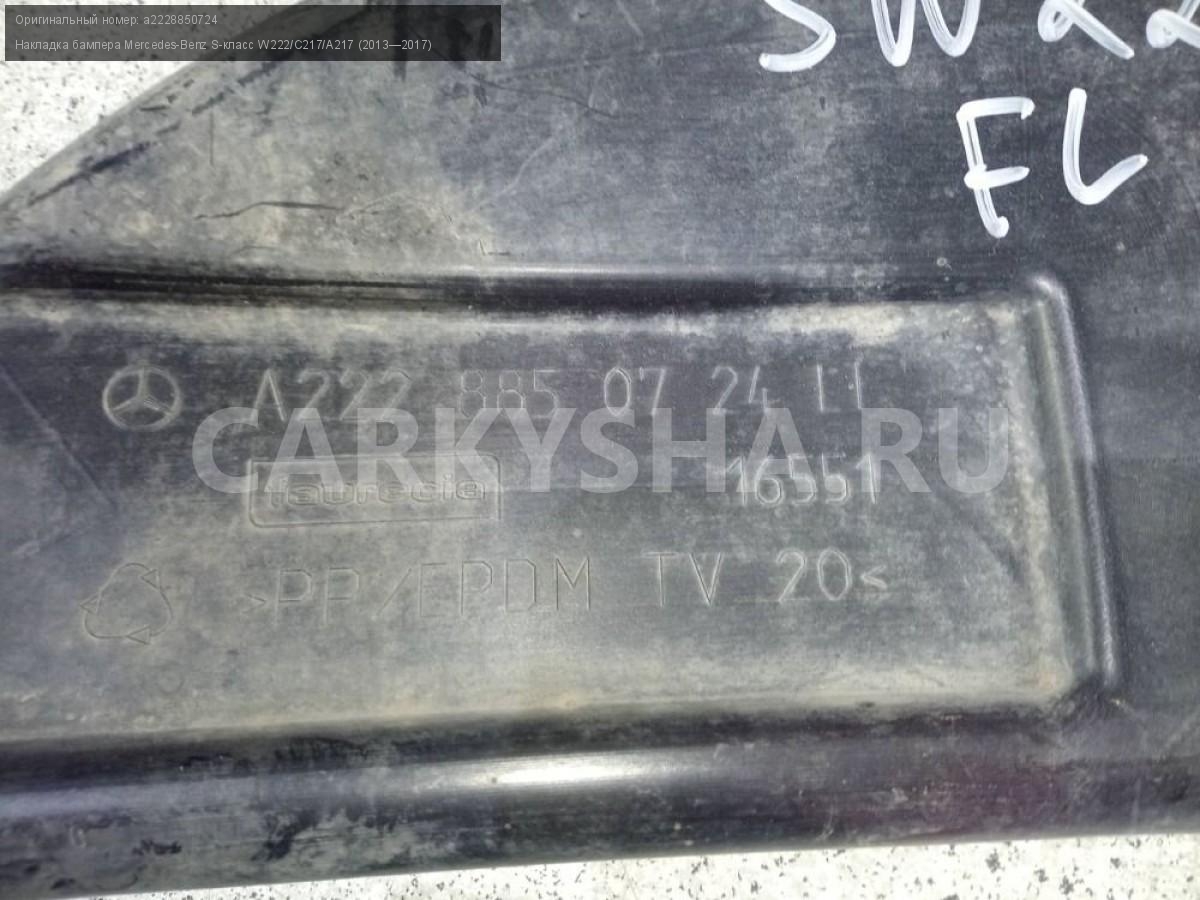 Оригинальный номер: a2228850724
Накладка бампера Mercedes-Benz S-класс W222/C217/A217 (2013—2017)
FL
A222 885 07 24 LI
CARKYSHA.RU
faurecia
16551
>PP/EPDM TV 20<